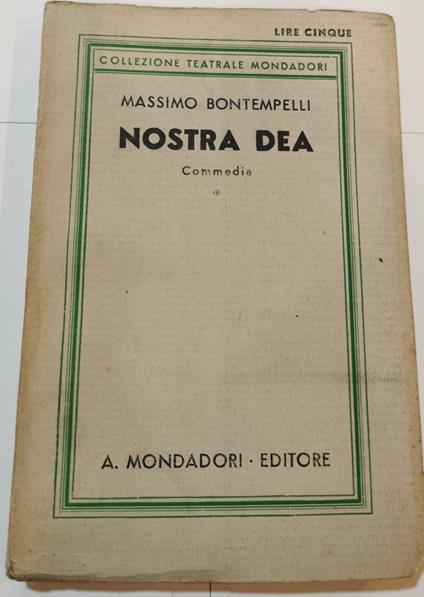 LIRE CINQUE
COLLEZIONE TEATRALE MONDADORI
MASSIMO BONTEMPELLI
NOSTRA DEA
Commedia
A. MONDADORI · EDITORE